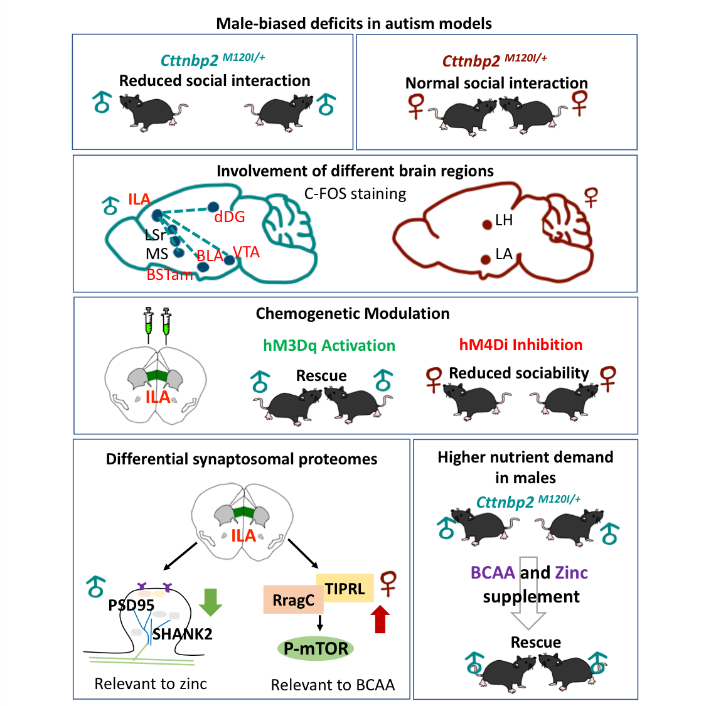 Male-biased deficits in autism models
Cttnbp2 M120I/+
Reduced social interaction
♂
♂
Cttnbp2 M120I/+
Normal social interaction
♀
♀
Involvement of different brain regions
C-FOS staining
♂
ILA
dDG
LSr
MS
BLA
VTA
BSTam
♀
LH
LA
Chemogenetic Modulation
ILA
hM3Dq Activation
Rescue
♂
♂
hM4Di Inhibition
Reduced sociability
♀
♀
Differential synaptosomal proteomes
ILA
♂
PSD95
SHANK2
Relevant to zinc
TIPRL
♀
RragC
P-mTOR
Relevant to BCAA
Higher nutrient demand
in males
Cttnbp2 M120I/+
♂
♂
BCAA and Zinc
supplement
Rescue
♂
♂